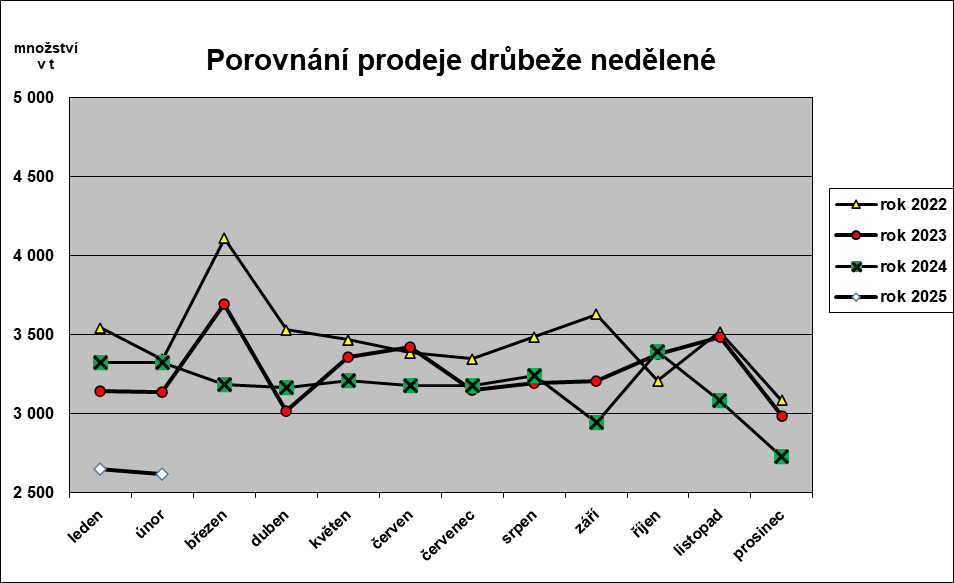 množství
v t
Porovnání prodeje drůbeže nedělené
5 000
4 500
4 000
3 500
3 000
2 500
leden
únor
březen
duben
květen
červen
červenec
srpen
září
říjen
listopad
prosinec
rok 2022
rok 2023
rok 2024
rok 2025